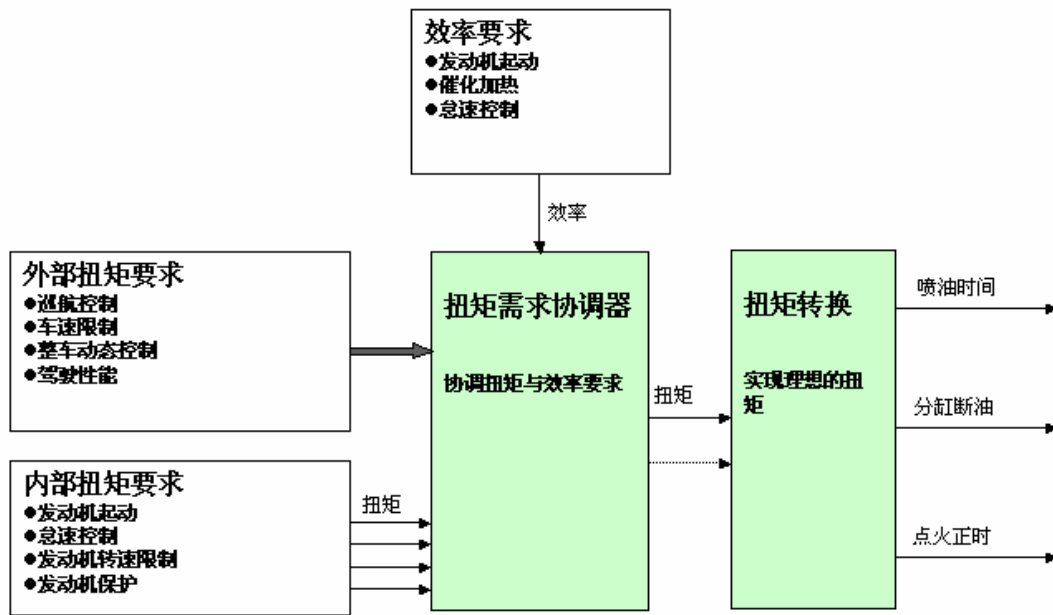 效率要求
●发动机起动
●催化加热
●怠速控制
效率
外部扭矩要求
●巡航控制
●车速限制
●整车动态控制
●驾驶性能
扭矩需求协调器
协调扭矩与效率要求
扭矩
扭矩转换
实现理想的扭
矩
喷油时间
分缸断油
点火正时
内部扭矩要求
●发动机起动
●怠速控制
●发动机转速限制
●发动机保护
扭矩